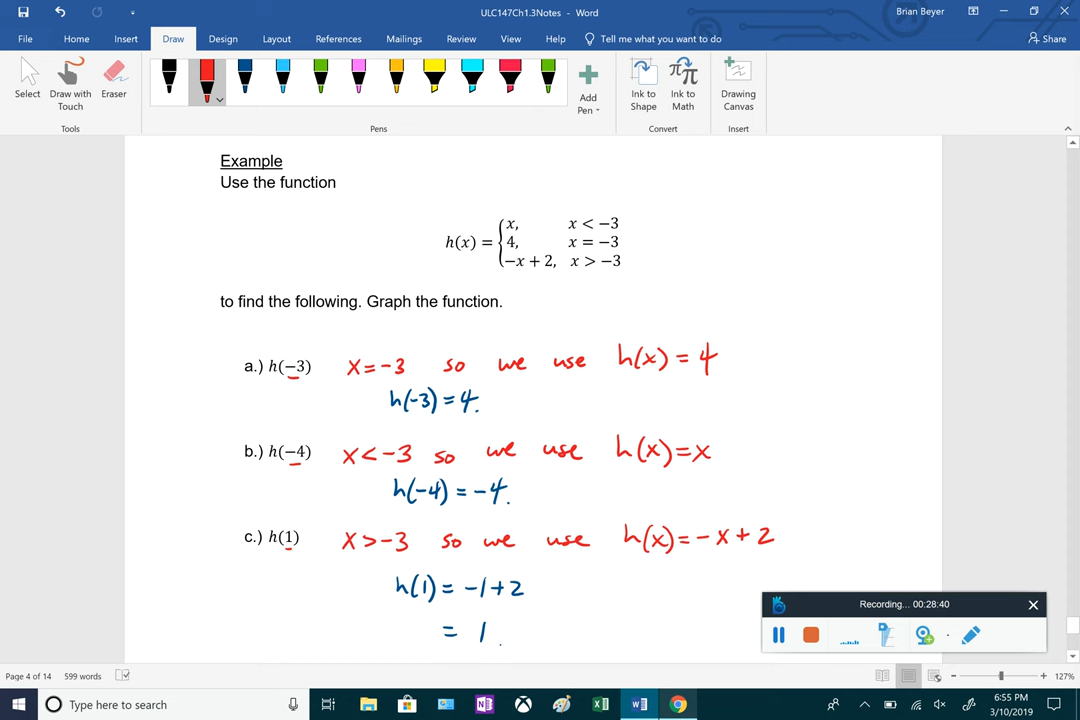 ULC147Ch1.3Notes - Word
Brian Beyer
File Home Insert Draw Design Layout References Mailings Review View Help Tell me what you want to do Share
Select Draw with Touch Eraser Add Pen Ink to Shape Ink to Math Drawing Canvas
Tools Pens Convert Insert
Example
Use the function
h(x) = { x, x < −3
4, x = −3
−x + 2, x > −3
to find the following. Graph the function.
a.) h(−3) x = −3 so we use h(x) = 4
h(−3) = 4.
b.) h(−4) x < −3 so we use h(x) = x
h(−4) = −4.
c.) h(1) x > −3 so we use h(x) = −x + 2
h(1) = −1 + 2
= 1.
Recording... 00:28:40
Page 4 of 14 599 words 127%
Type here to search
6:55 PM
3/10/2019